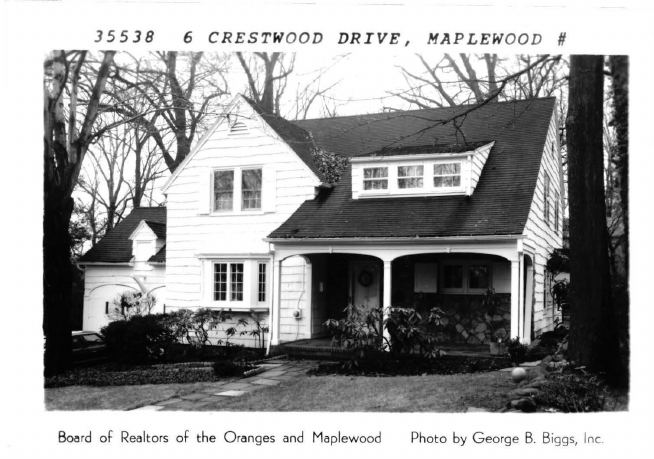 35538 6 CRESTWOOD DRIVE, MAPLEWOOD #
Board of Realtors of the Oranges and Maplewood Photo by George B. Biggs, Inc.